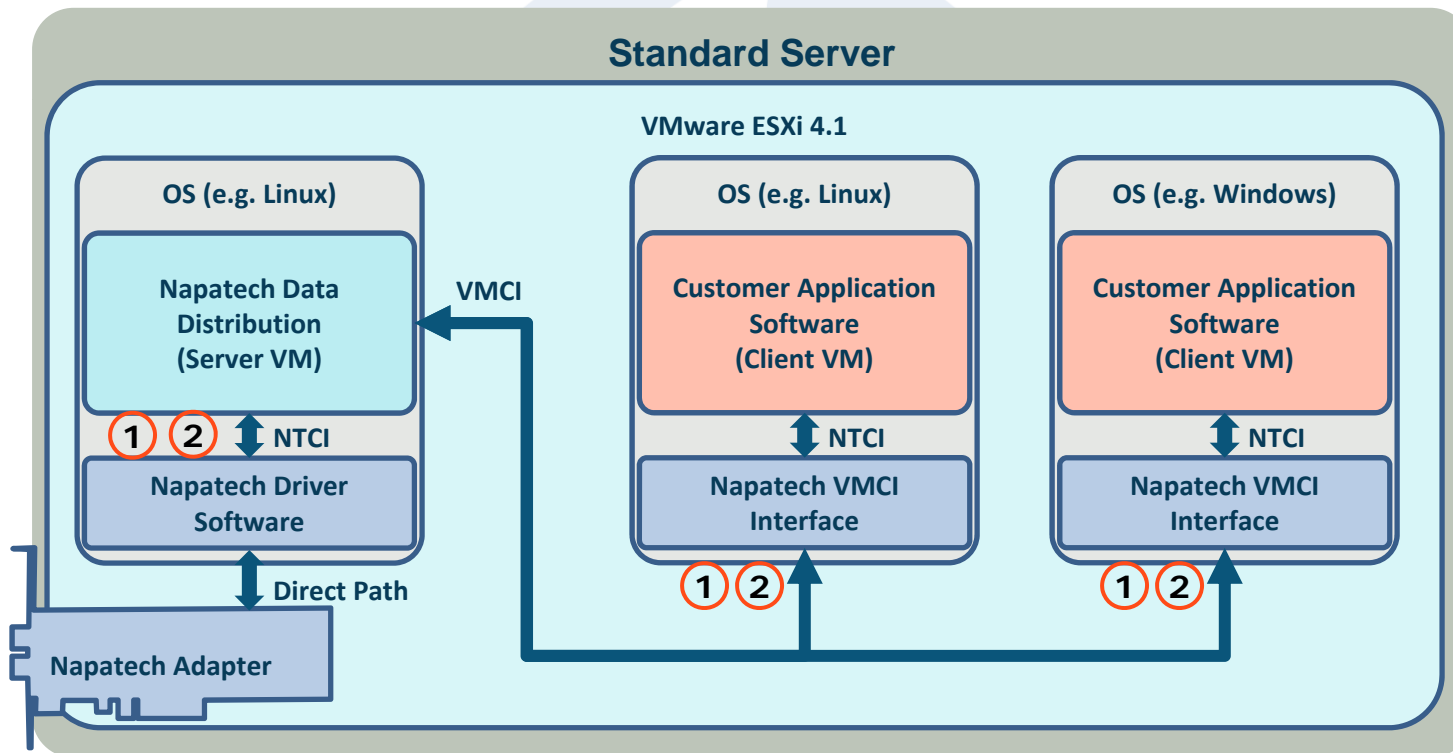 Standard Server
VMware ESXi 4.1
OS (e.g. Linux)
Napatech Data
Distribution
(Server VM)
1 2 NTCI
Napatech Driver
Software
Direct Path
Napatech Adapter
VMCI
OS (e.g. Linux)
Customer Application
Software
(Client VM)
NTCI
Napatech VMCI
Interface
1 2
OS (e.g. Windows)
Customer Application
Software
(Client VM)
NTCI
Napatech VMCI
Interface
1 2